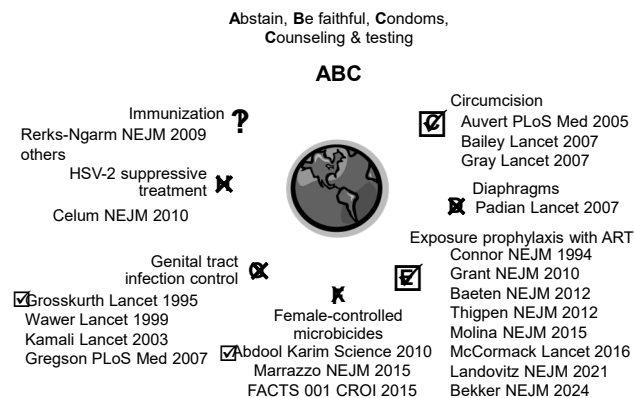 Abstain, Be faithful, Condoms,
Counseling & testing
ABC
C
Circumcision
Auvert PLoS Med 2005
Bailey Lancet 2007
Gray Lancet 2007
Diaphragms
D
Padian Lancet 2007
Exposure prophylaxis with ART
E
Connor NEJM 1994
Grant NEJM 2010
Baeten NEJM 2012
Thigpen NEJM 2012
Molina NEJM 2015
McCormack Lancet 2016
Landovitz NEJM 2021
Bekker NEJM 2024
Female-controlled
microbicides
Abdool Karim Science 2010
Marrazzo NEJM 2015
FACTS 001 CROI 2015
Genital tract
infection control
Grosskurth Lancet 1995
Wawer Lancet 1999
Kamali Lancet 2003
Gregson PLoS Med 2007
HSV-2 suppressive
treatment
Celum NEJM 2010
Immunization ?
Rerks-Ngarm NEJM 2009
others